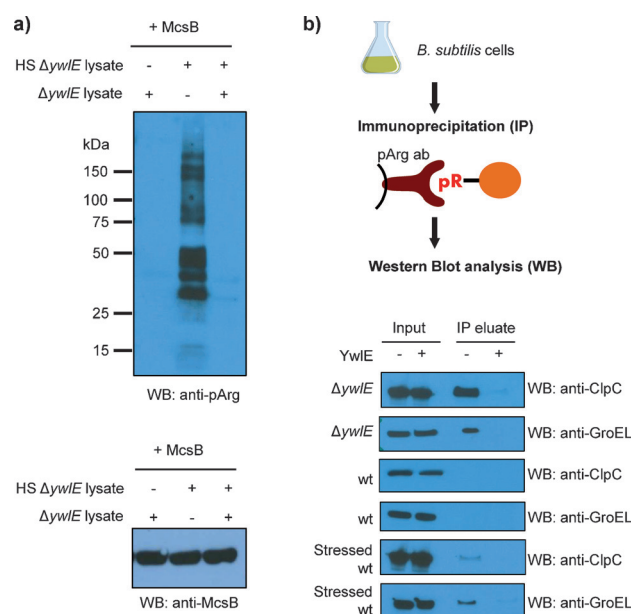 a)
+ McsB
HS ΔywlE lysate - + +
ΔywlE lysate + - +
kDa
150
100
75
50
25
15
WB: anti-pArg
+ McsB
HS ΔywlE lysate - + +
ΔywlE lysate + - +
WB: anti-McsB
b)
B. subtilis cells
Immunoprecipitation (IP)
pArg ab
pR
Western Blot analysis (WB)
Input IP eluate
YwlE - + - +
ΔywlE WB: anti-ClpC
ΔywlE WB: anti-GroEL
wt WB: anti-ClpC
wt WB: anti-GroEL
Stressed
wt WB: anti-ClpC
Stressed
wt WB: anti-GroEL